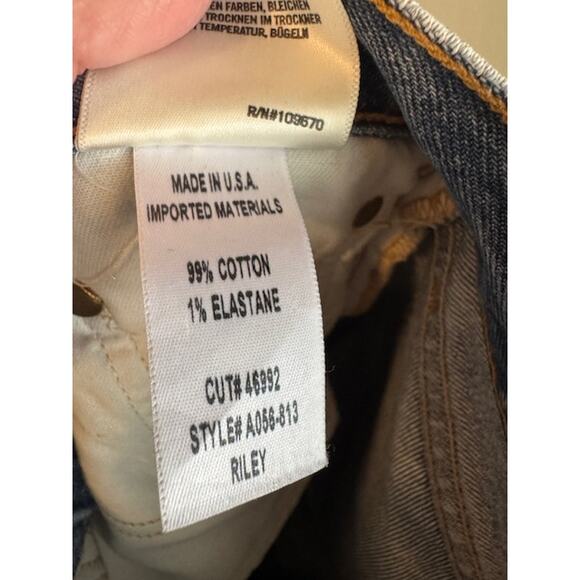 EN FARBEN, BLEICHEN
TROCKNEN IM TROCKNER
TEMPERATUR, BÜGELN
R/N#109670
MADE IN U.S.A.
IMPORTED MATERIALS
99% COTTON
1% ELASTANE
CUT# 46992
STYLE# A056-813
RILEY